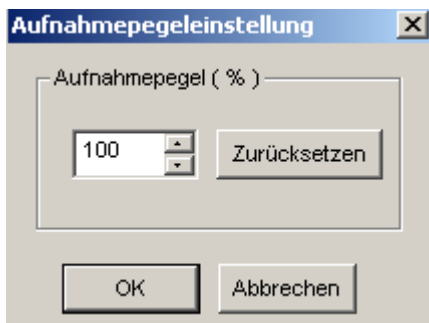 Aufnahmepegeleinstellung
Aufnahmepegel ( % )
100
Zurücksetzen
OK
Abbrechen